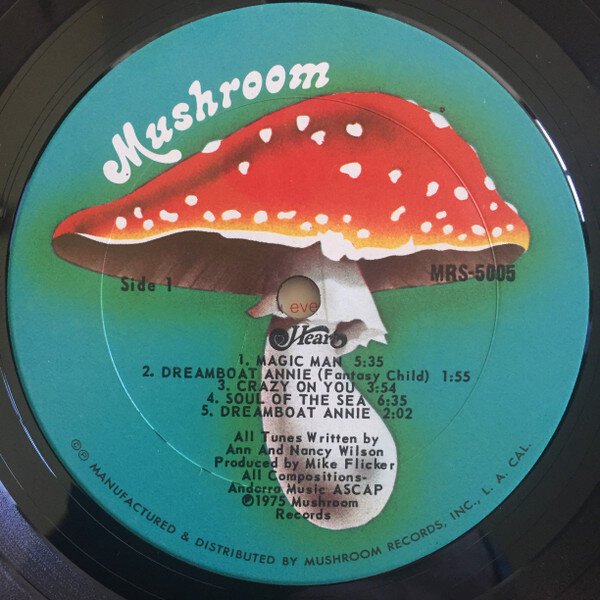 Mushroom
Side 1
MRS-5005
eve
Heart
1. MAGIC MAN 5:35
2. DREAMBOAT ANNIE (Fantasy Child) 1:55
3. CRAZY ON YOU 3:54
4. SOUL OF THE SEA 6:35
5. DREAMBOAT ANNIE 2:02
All Tunes Written by
Ann And Nancy Wilson
Produced by Mike Flicker
All Compositions-
Andorra Music ASCAP
℗1975 Mushroom
Records
©℗ MANUFACTURED & DISTRIBUTED BY MUSHROOM RECORDS, INC., L. A. CAL.